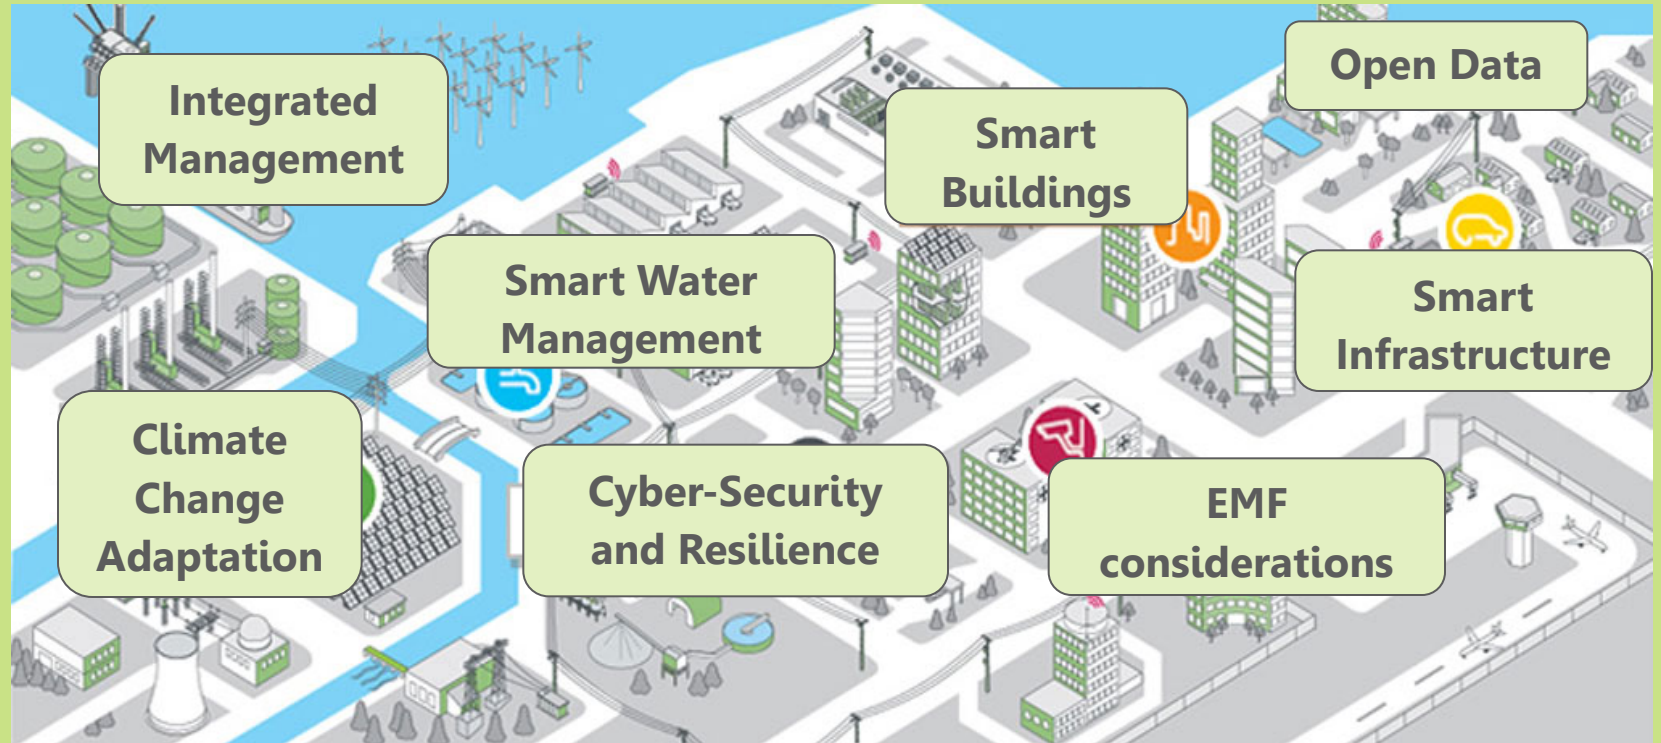 Integrated
Management
Open Data
Smart
Buildings
Smart Water
Management
Smart
Infrastructure
Climate
Change
Adaptation
Cyber-Security
and Resilience
EMF
considerations